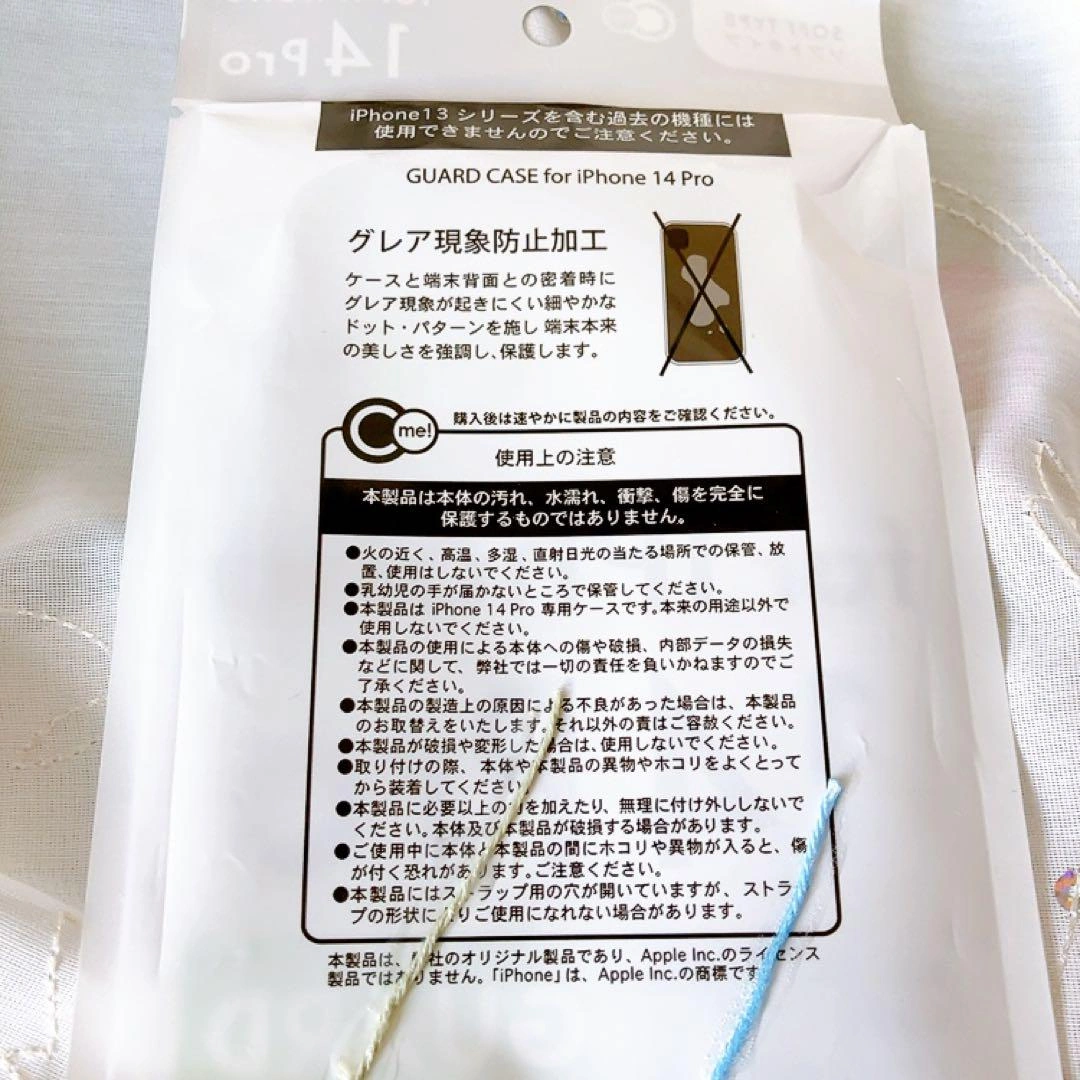 14 Pro
SOFT TYPE
ソフトタイプ
iPhone13 シリーズを含む過去の機種には
使用できませんのでご注意ください。
GUARD CASE for iPhone 14 Pro
グレア現象防止加工
ケースと端末背面との密着時に
グレア現象が起きにくい細やかな
ドット・パターンを施し 端末本来
の美しさを強調し、保護します。
C me!
購入後は速やかに製品の内容をご確認ください。
使用上の注意
本製品は本体の汚れ、水濡れ、衝撃、傷を完全に
保護するものではありません。
●火の近く、高温、多湿、直射日光の当たる場所での保管、放
置、使用はしないでください。
●乳幼児の手が届かないところで保管してください。
●本製品は iPhone 14 Pro 専用ケースです。本来の用途以外で
使用しないでください。
●本製品の使用による本体への傷や破損、内部データの損失
などに関して、弊社では一切の責任を負いかねますのでご
了承ください。
●本製品の製造上の原因による不良があった場合は、本製品
のお取替えをいたします。それ以外の責はご容赦ください。
●本製品が破損や変形した場合は、使用しないでください。
●取り付けの際、本体や本製品の異物やホコリをよくとって
から装着してください
●本製品に必要以上の力を加えたり、無理に付け外ししないで
ください。本体及び本製品が破損する場合があります。
●ご使用中に本体と本製品の間にホコリや異物が入ると、傷
が付く恐れがあります。ご注意ください。
●本製品にはストラップ用の穴が開いていますが、ストラッ
プの形状によりご使用になれない場合があります。
本製品は、社のオリジナル製品であり、Apple Inc.のライセンス
製品ではありません。「iPhone」は、Apple Inc.の商標です